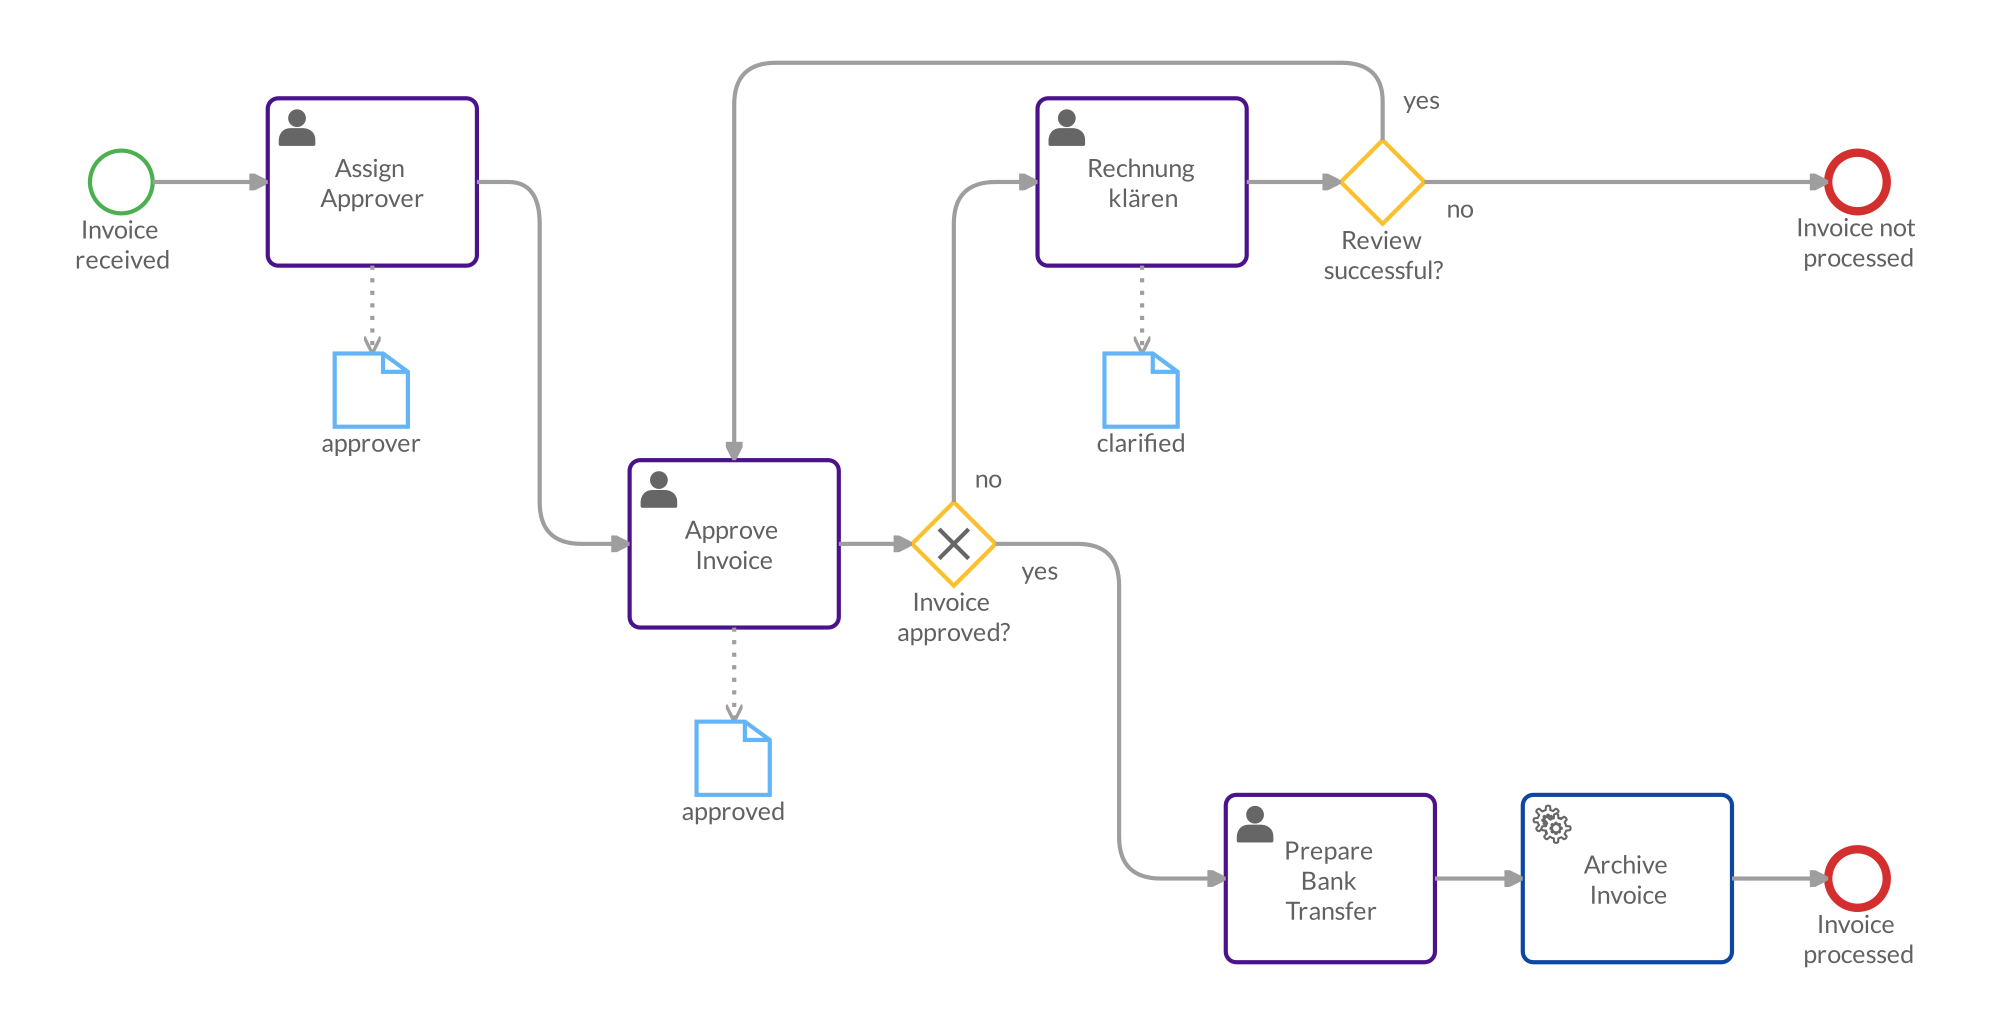 yes
Assign
Approver
Rechnung
klären
Invoice
received
no
Review
successful?
Invoice not
processed
approver
clarified
no
Approve
Invoice
yes
Invoice
approved?
approved
Prepare
Bank
Transfer
Archive
Invoice
Invoice
processed